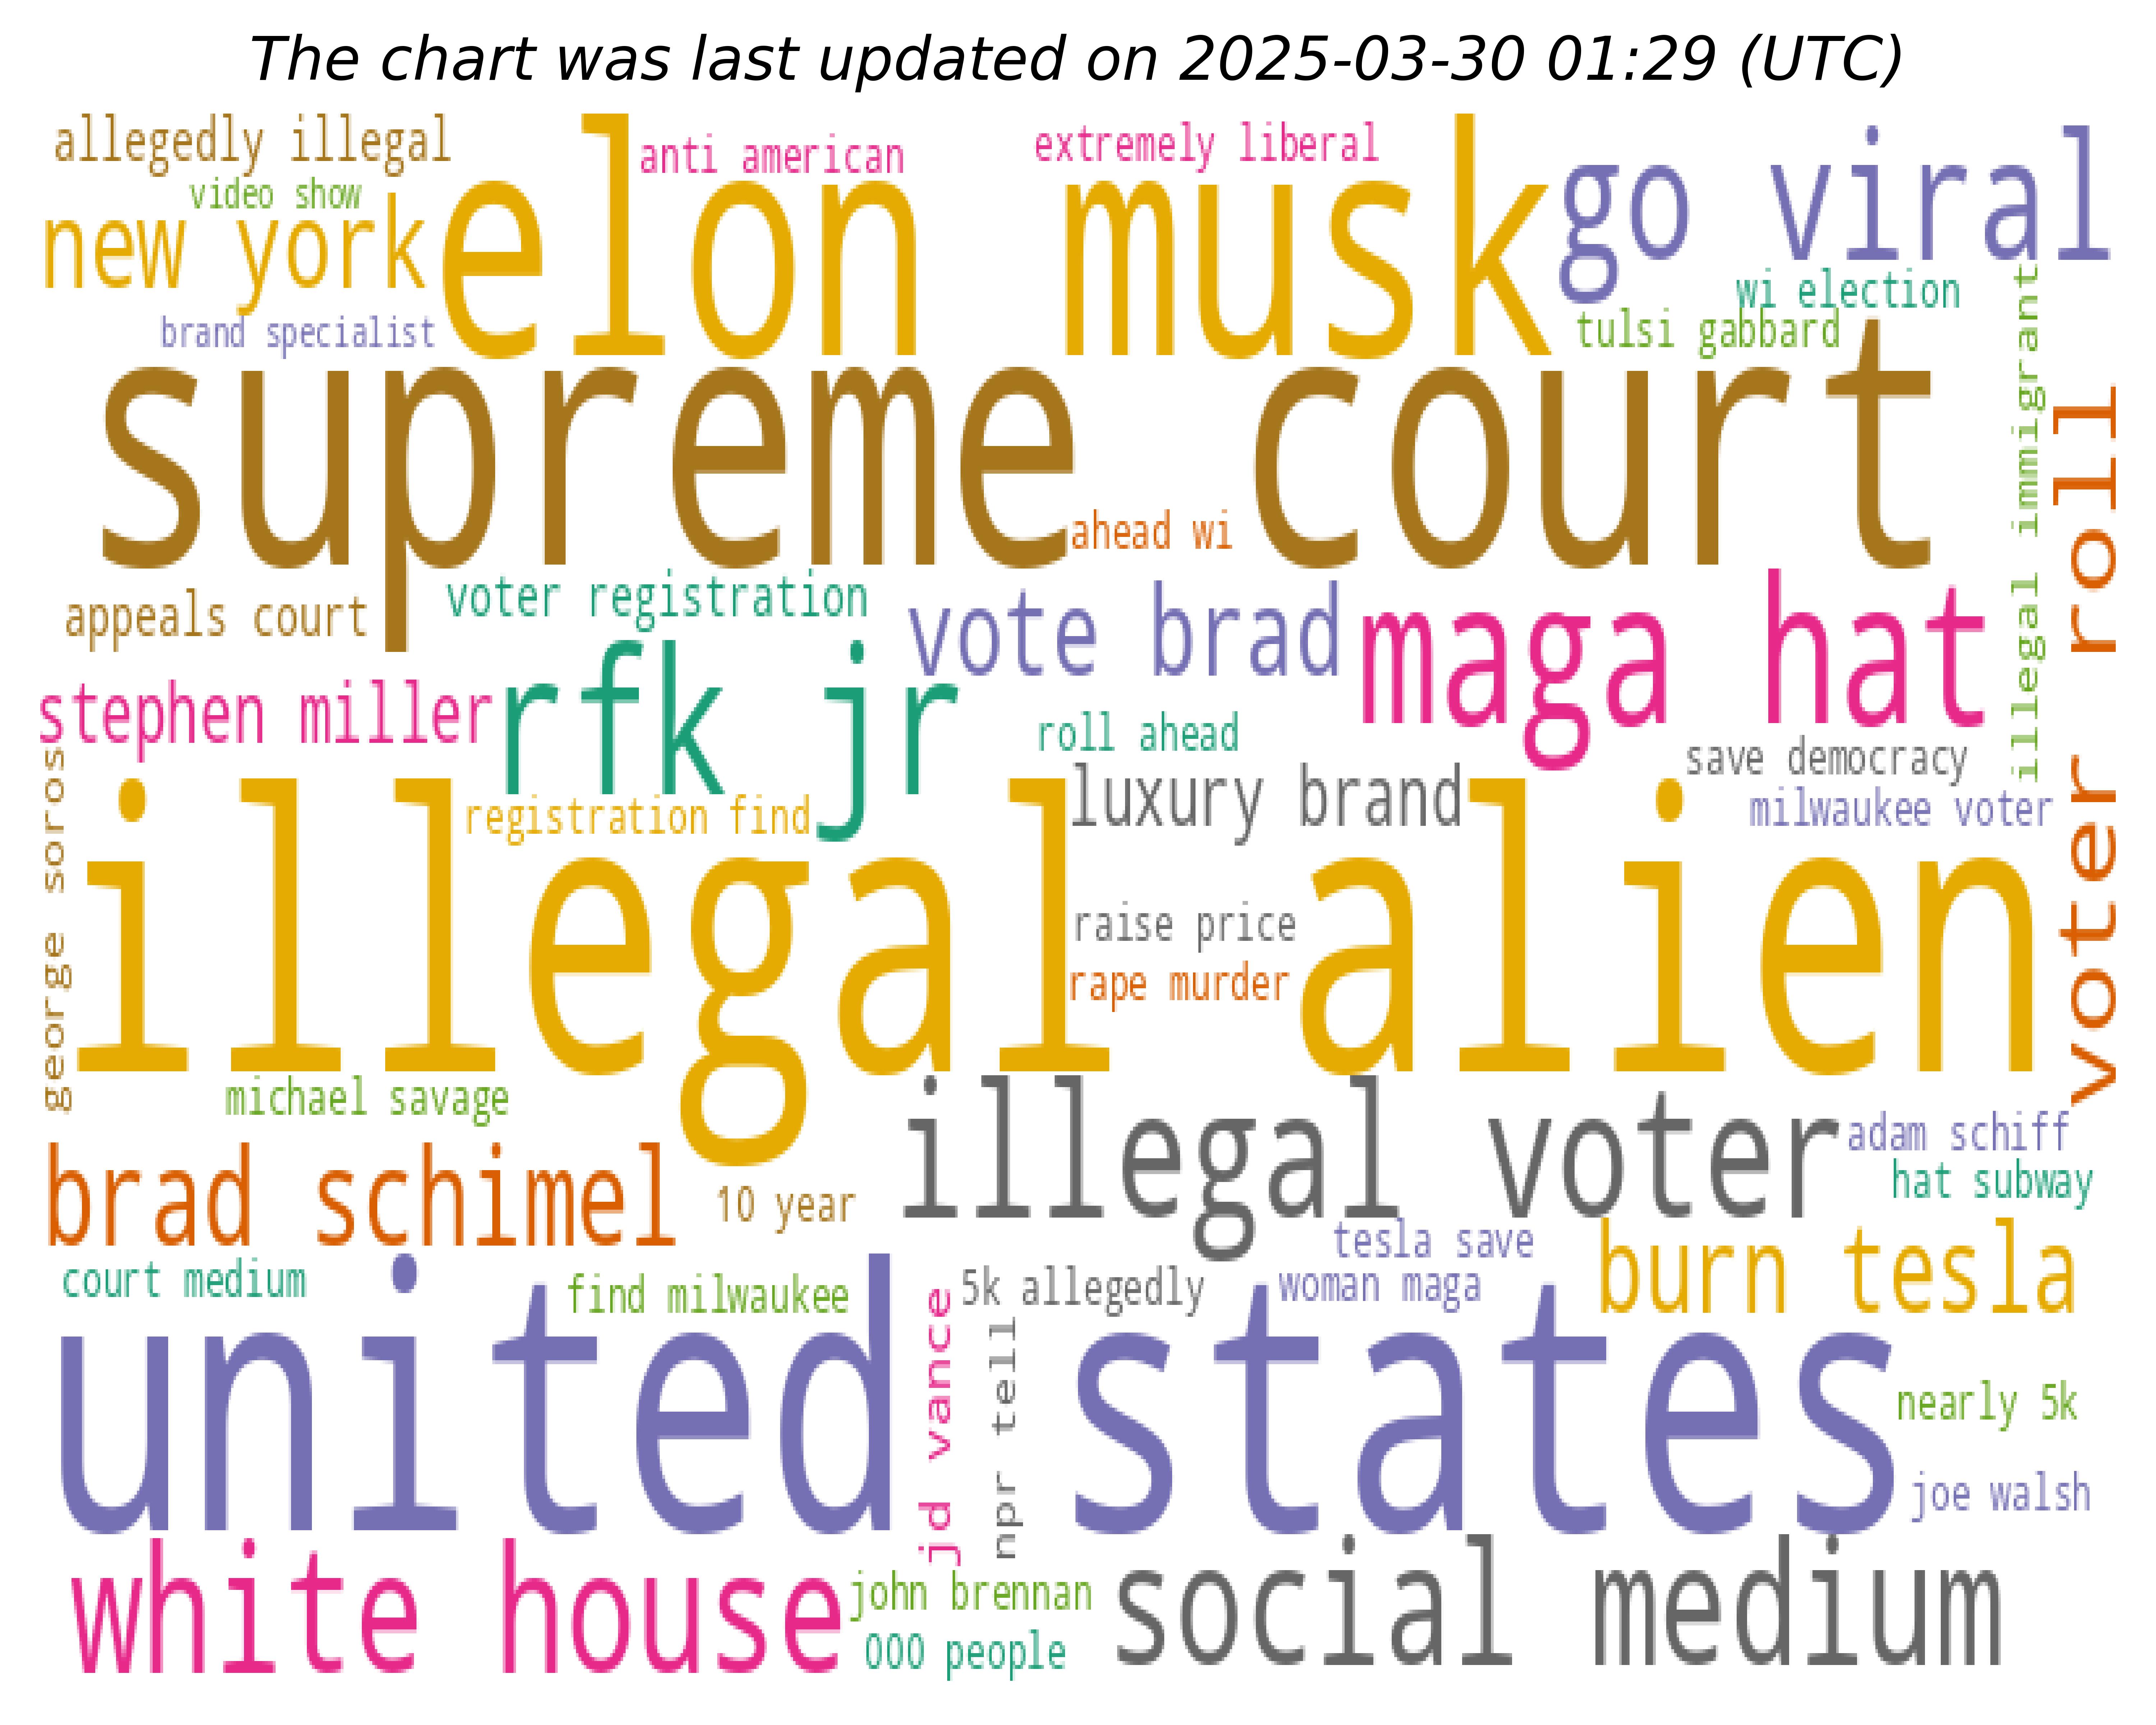 The chart was last updated on 2025-03-30 01:29 (UTC)
allegedly illegal
anti american
extremely liberal
video show
new york
elon musk
go viral
wi election
brand specialist
tulsi gabbard
illegal immigrant
supreme court
ahead wi
voter roll
appeals court
voter registration
vote brad
maga hat
stephen miller
rfk jr
roll ahead
save democracy
luxury brand
milwaukee voter
registration find
george soros
illegal alien
raise price
rape murder
michael savage
illegal voter
adam schiff
hat subway
brad schimel
10 year
tesla save
burn tesla
court medium
find milwaukee
5k allegedly
woman maga
united states
jd vance
npr tell
nearly 5k
joe walsh
white house
john brennan
000 people
social medium